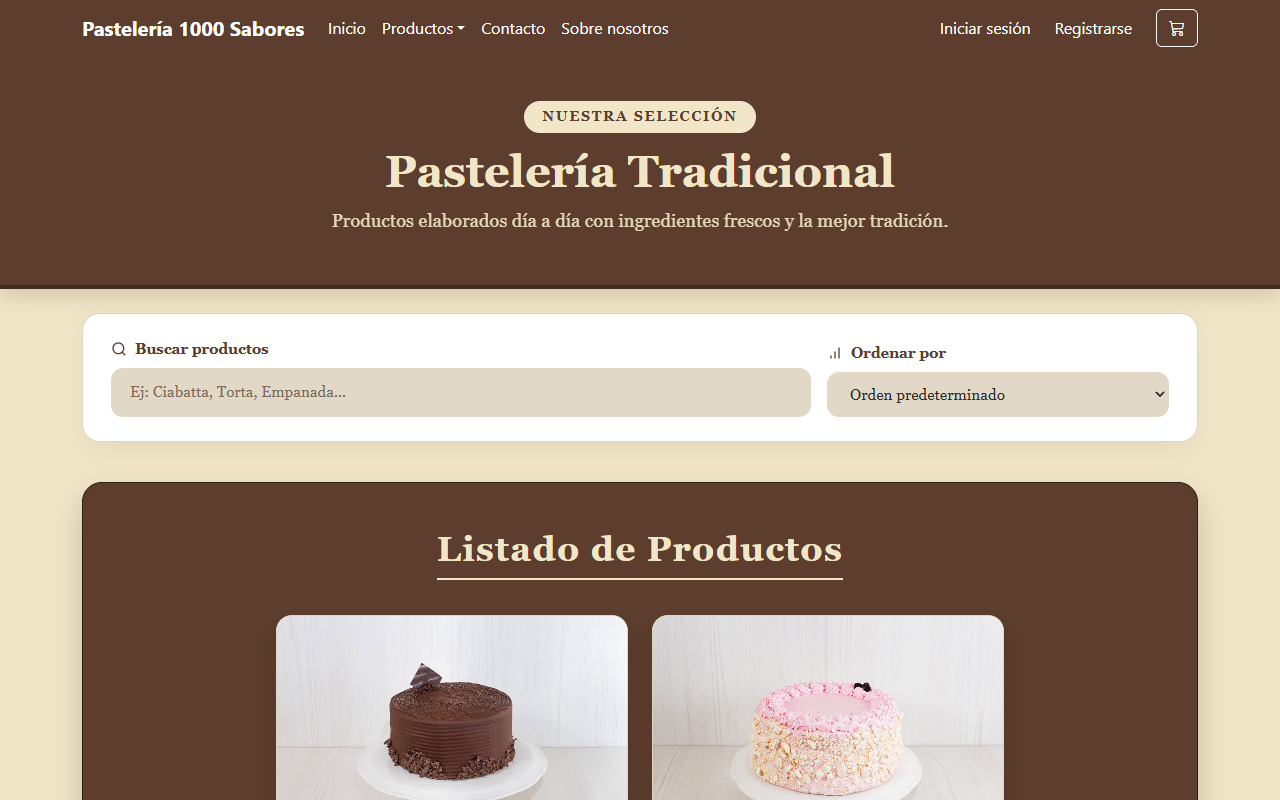 Pastelería 1000 Sabores
Inicio
Productos
Contacto
Sobre nosotros
Iniciar sesión
Registrarse
NUESTRA SELECCIÓN
Pastelería Tradicional
Productos elaborados día a día con ingredientes frescos y la mejor tradición.
Buscar productos
Ej: Ciabatta, Torta, Empanada...
Ordenar por
Orden predeterminado
Listado de Productos